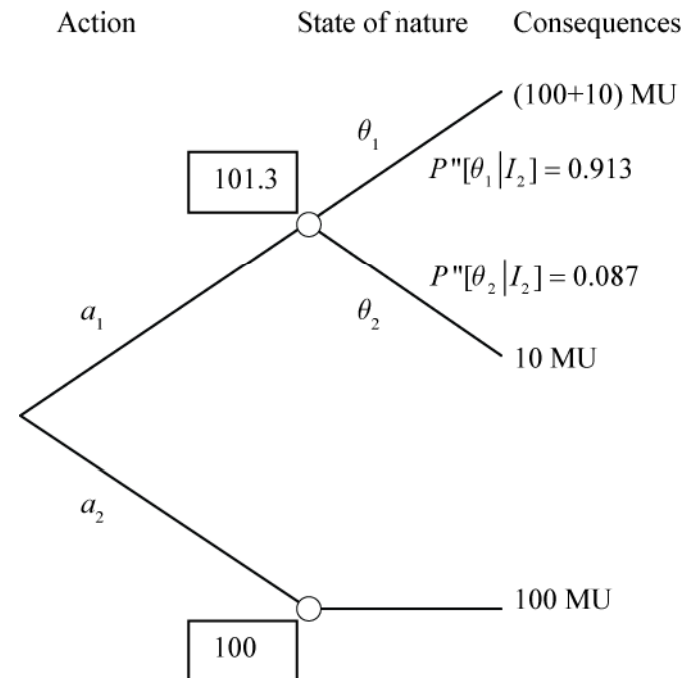 Action State of nature Consequences
(100+10) MU
θ₁
P"[θ₁|I₂] = 0.913
101.3
P"[θ₂|I₂] = 0.087
a₁
θ₂
10 MU
a₂
100 MU
100